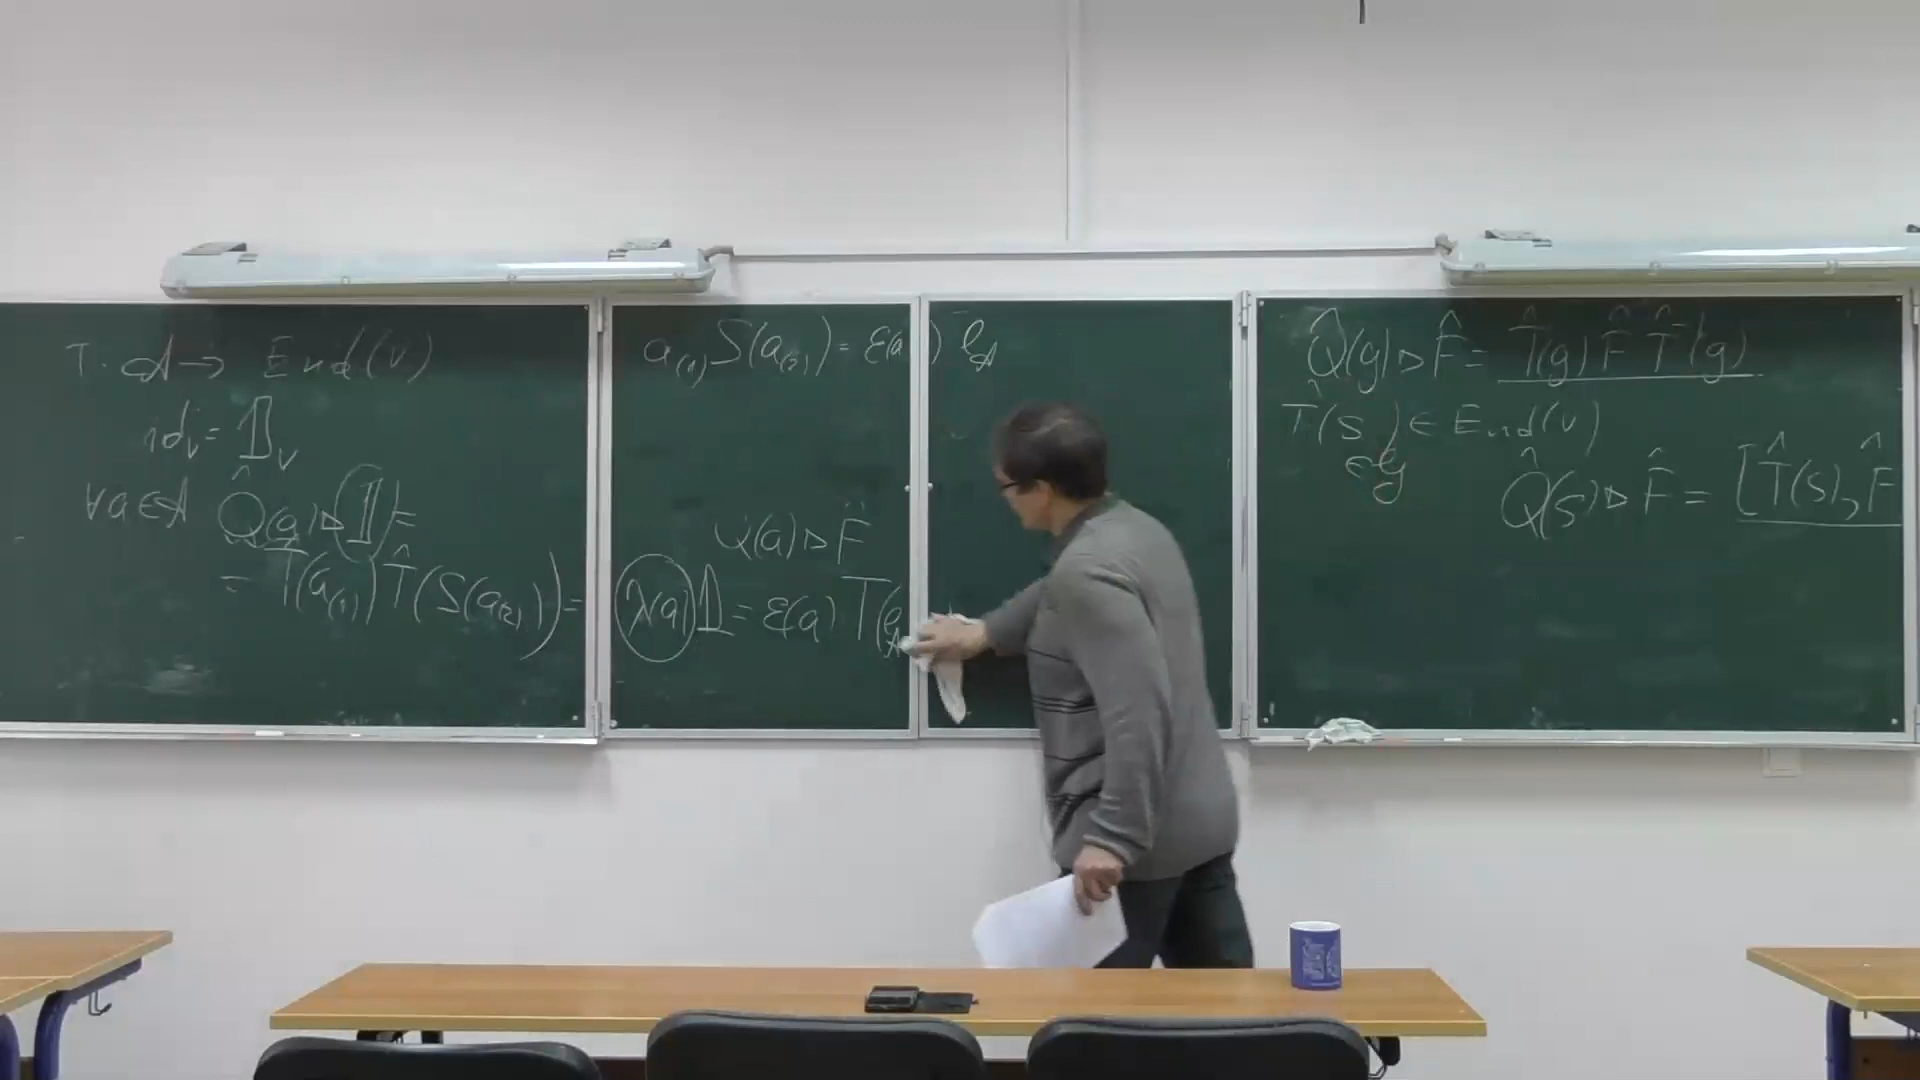 T. 𝒜 → End(V)
id_V = 𝟙_V
∀a∈𝒜 Q̂(a)▷𝟙 =
= T̂(a_(1)) T̂(S(a_(2))) =
a_(1) S(a_(2)) = ε(a) e_𝒜
Q(a)▷F̂
(λ(a)) 𝟙 = ε(a) T(e_𝒜
Q̂(g)▷F̂ = T̂(g) F̂ T̂⁻¹(g)
T̂(s) ∈ End(V)
∈𝒢
Q̂(s)▷F̂ = [T̂(s), F̂